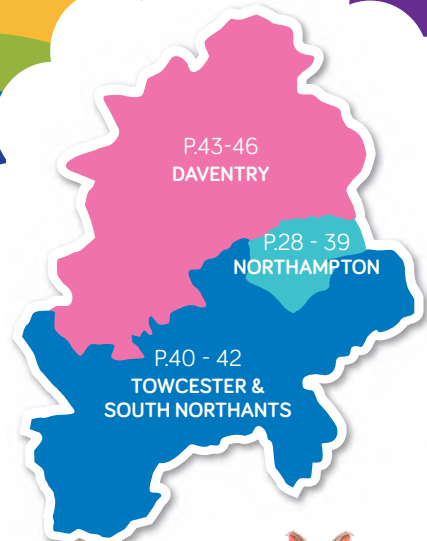 P.43-46
DAVENTRY
P.28 - 39
NORTHAMPTON
P.40 - 42
TOWCESTER &
SOUTH NORTHANTS